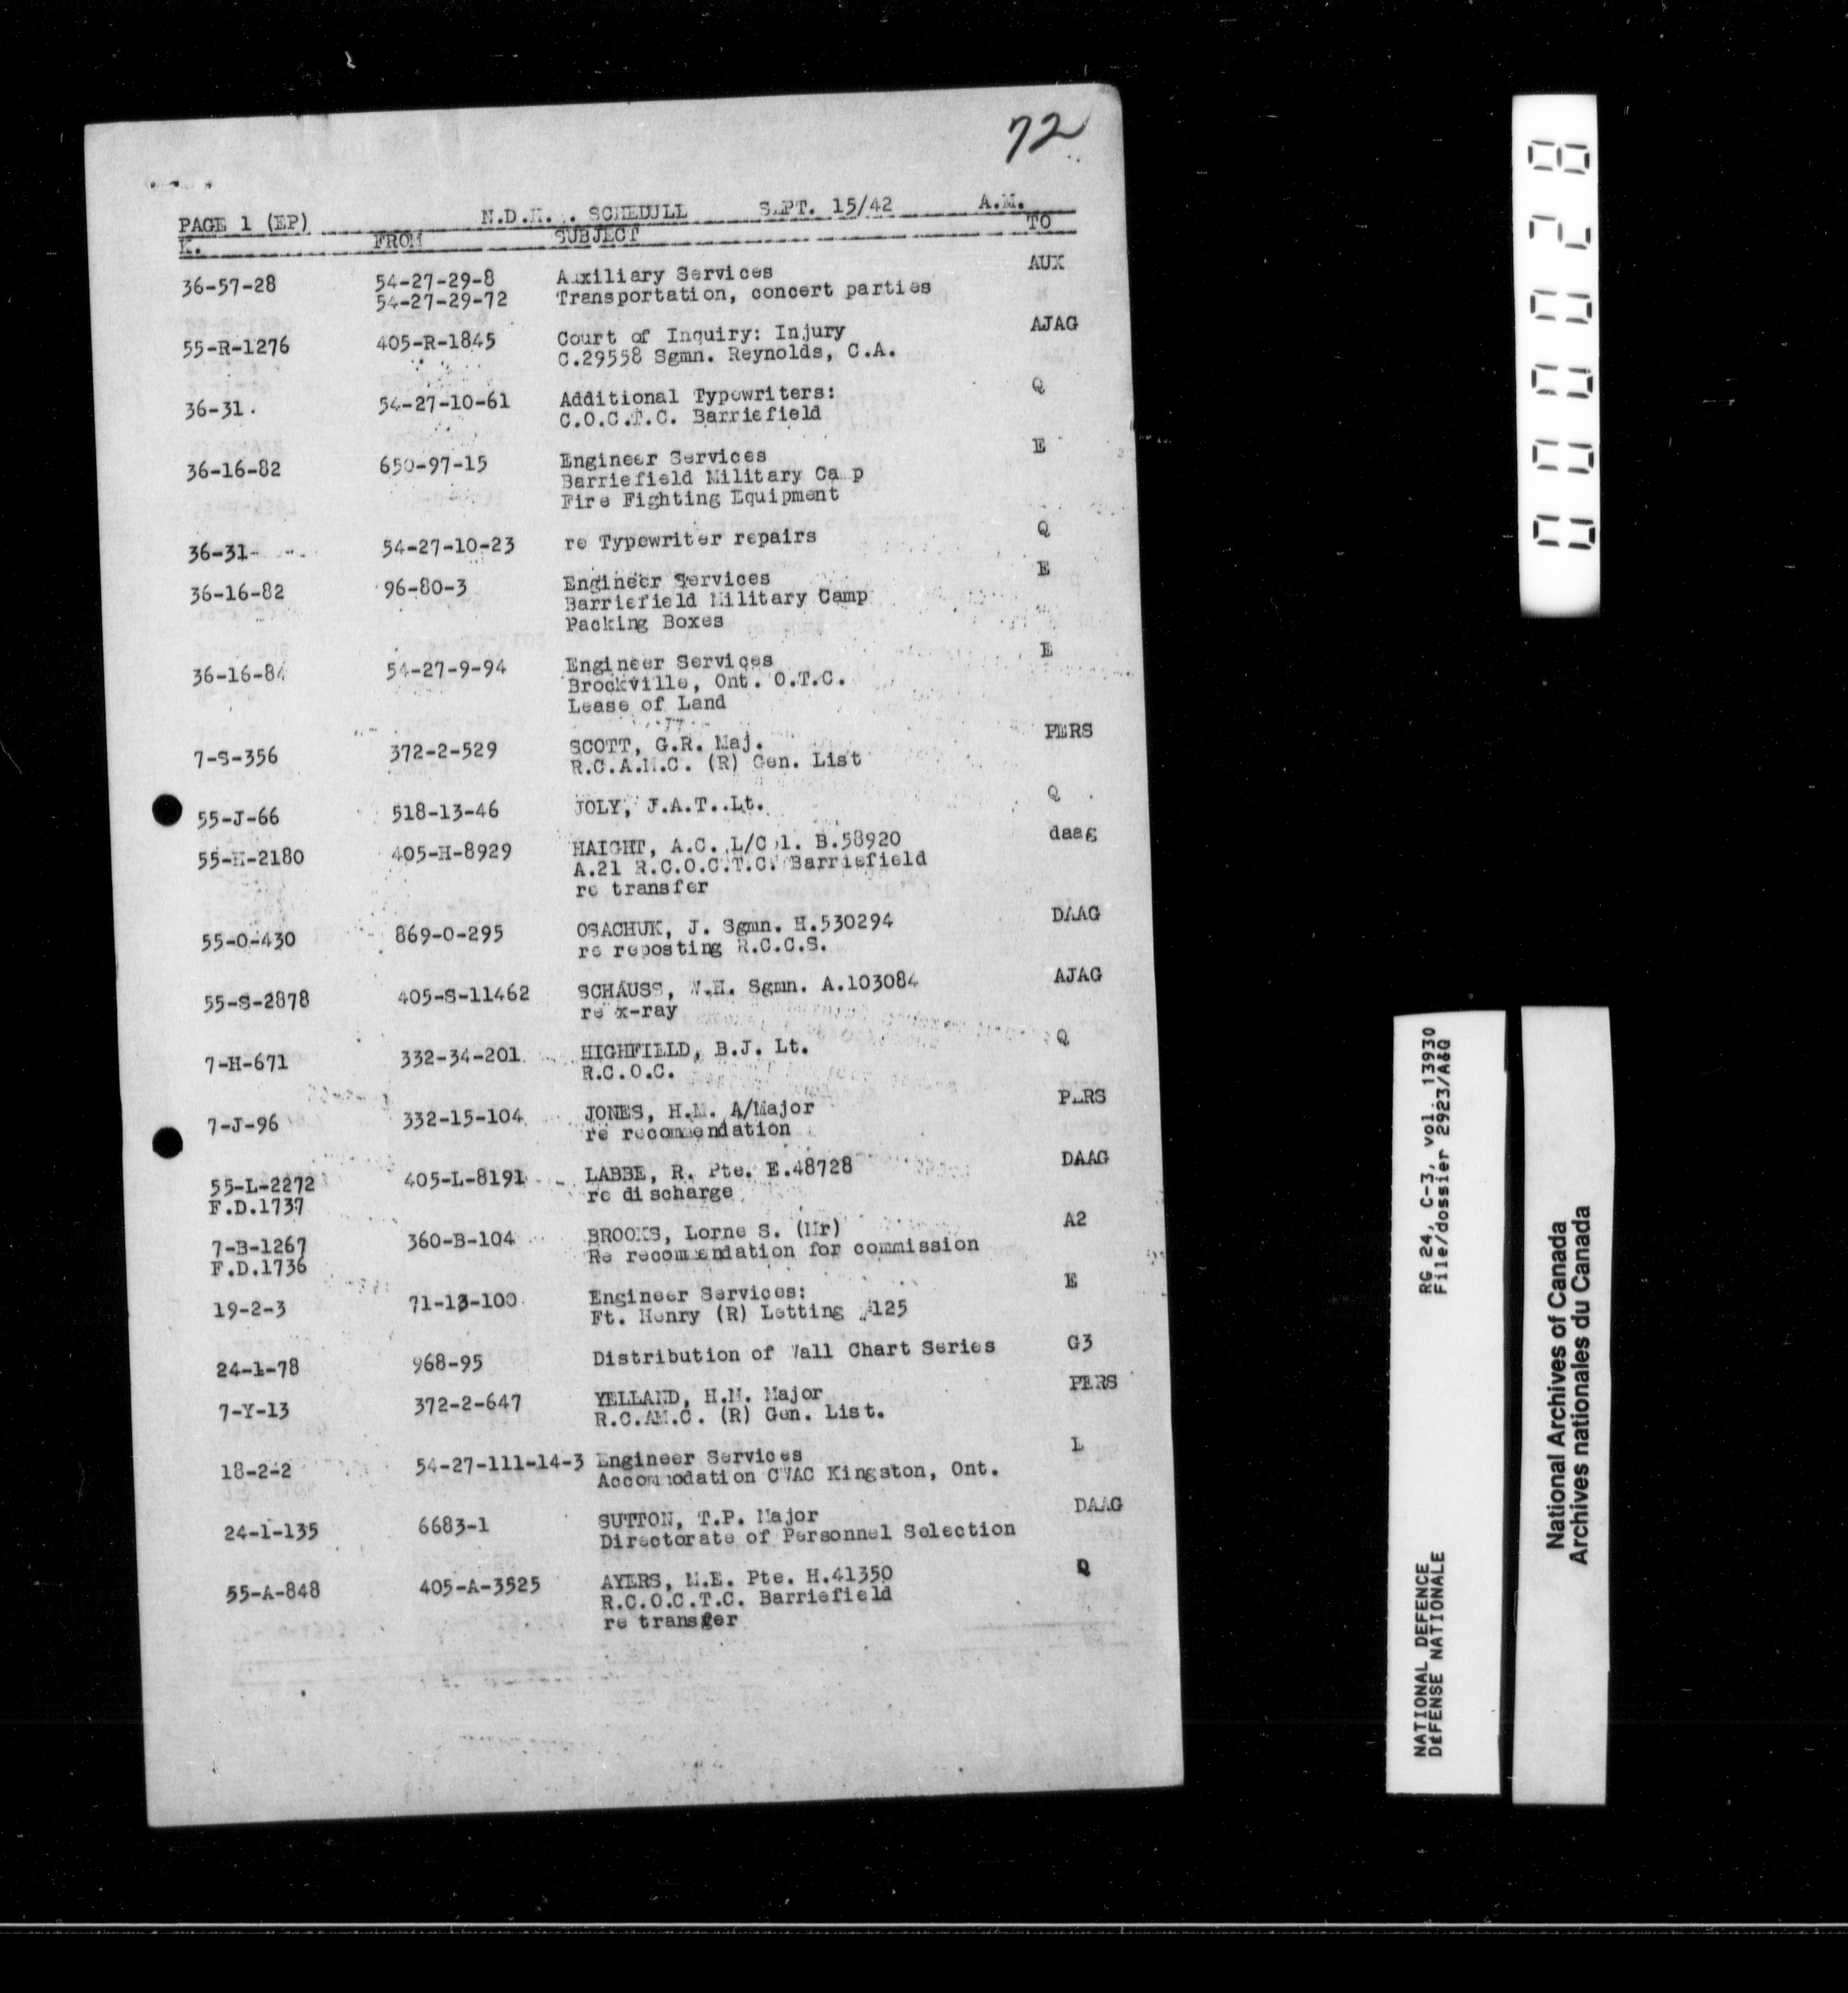 72
PAGE 1 (EP) N.D.H. . SCHEDULE SEPT. 15/42 A.M.
K. FROM SUBJECT TO
36-57-28 54-27-29-8 Auxiliary Services AUX
54-27-29-72 Transportation, concert parties
55-R-1276 405-R-1845 Court of Inquiry: Injury AJAG
C.29558 Sgmn. Reynolds, C.A.
36-31. 54-27-10-61 Additional Typewriters: Q
C.O.C.T.C. Barriefield
36-16-82 650-97-15 Engineer Services E
Barriefield Military Camp
Fire Fighting Equipment
36-31- 54-27-10-23 re Typewriter repairs Q
36-16-82 96-80-3 Engineer Services E
Barriefield Military Camp
Packing Boxes
36-16-84 54-27-9-94 Engineer Services E
Brockville, Ont. O.T.C.
Lease of Land
7-S-356 372-2-529 SCOTT, G.R. Maj. PERS
R.C.A.M.C. (R) Gen. List
55-J-66 518-13-46 JOLY, J.A.T..Lt. Q
55-H-2180 405-H-8929 HAIGHT, A.C. L/Col. B.58920 daag
A.21 R.C.O.C.T.C. Barriefield
re transfer
55-O-430 869-O-295 OSACHUK, J. Sgmn. H.530294 DAAG
re reposting R.C.C.S.
55-S-2878 405-S-11462 SCHAUSS, W.H. Sgmn. A.103084 AJAG
re x-ray
7-H-671 332-34-201 HIGHFIELD, B.J. Lt. Q
R.C.O.C.
7-J-96 332-15-104 JONES, H.M. A/Major PERS
re recommendation
55-L-2272 405-L-8191 LABBE, R. Pte. E.48728 DAAG
F.D.1737 re discharge
7-B-1267 360-B-104 BROOKS, Lorne S. (Mr) A2
F.D.1736 Re recommendation for commission
19-2-3 71-13-100 Engineer Services: E
Ft. Henry (R) Letting A125
24-1-78 968-95 Distribution of Wall Chart Series G3
7-Y-13 372-2-647 YELLAND, H.M. Major PERS
R.C.AM.C. (R) Gen. List.
18-2-2 54-27-111-14-3 Engineer Services E
Accommodation CWAC Kingston, Ont.
24-1-135 6683-1 SUTTON, T.P. Major DAAG
Directorate of Personnel Selection
55-A-848 405-A-3525 AYERS, M.E. Pte. H.41350 Q
R.C.O.C.T.C. Barriefield
re transfer
000028
RG 24, C-3, vol. 13930
File/dossier 2923/A&Q
NATIONAL DEFENCE
DÉFENSE NATIONALE
National Archives of Canada
Archives nationales du Canada